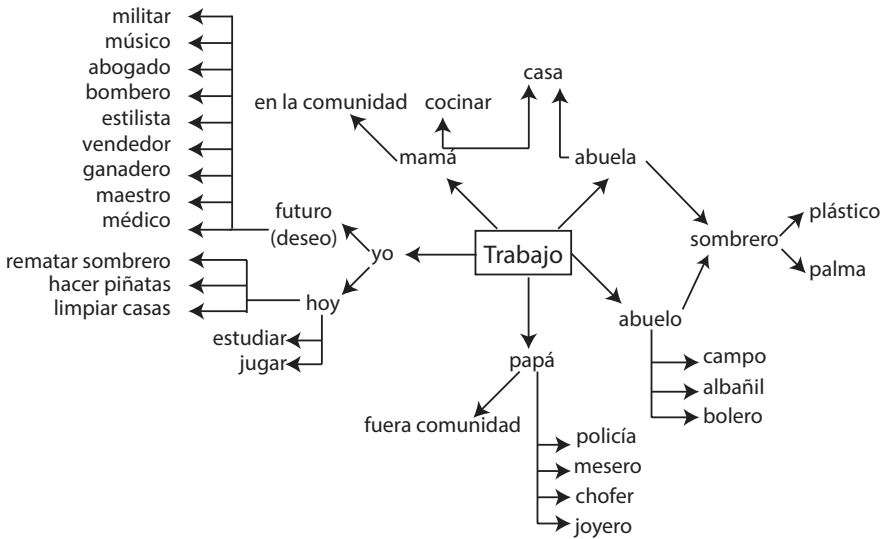 militar
músico
abogado
bombero
estilista
vendedor
ganadero
maestro
médico
futuro
(deseo)
yo
hoy
rematar sombrero
hacer piñatas
limpiar casas
estudiar
jugar
en la comunidad
cocinar
casa
mamá
abuela
Trabajo
sombrero
plástico
palma
abuelo
campo
albañil
bolero
papá
fuera comunidad
policía
mesero
chofer
joyero